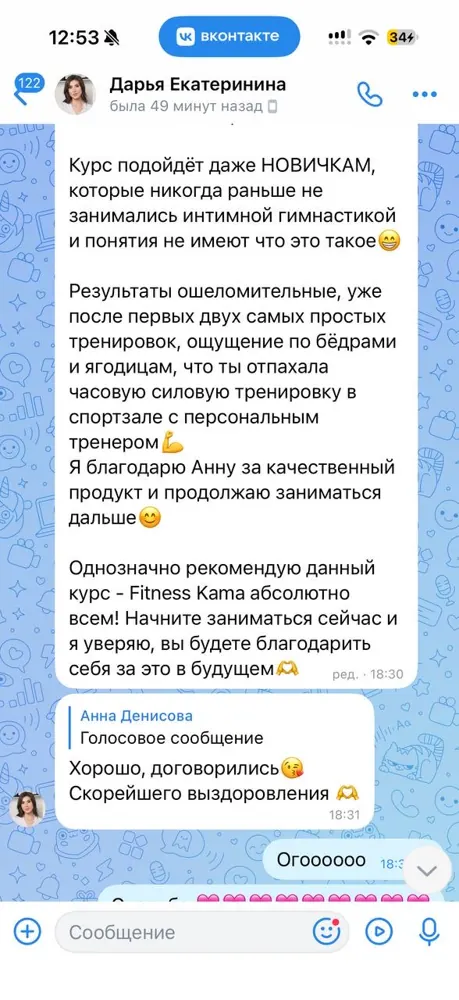 12:53
вконтакте
34
122
Дарья Екатеринина
была 49 минут назад
Курс подойдёт даже НОВИЧКАМ,
которые никогда раньше не
занимались интимной гимнастикой
и понятия не имеют что это такое😁
Результаты ошеломительные, уже
после первых двух самых простых
тренировок, ощущение по бёдрами
и ягодицам, что ты отпахала
часовую силовую тренировку в
спортзале с персональным
тренером💪
Я благодарю Анну за качественный
продукт и продолжаю заниматься
дальше😊
Однозначно рекомендую данный
курс - Fitness Kama абсолютно
всем! Начните заниматься сейчас и
я уверяю, вы будете благодарить
себя за это в будущем🫶
ред. · 18:30
Анна Денисова
Голосовое сообщение
Хорошо, договорились😘
Скорейшего выздоровления 🫶
18:31
Огоооооо
Сообщение